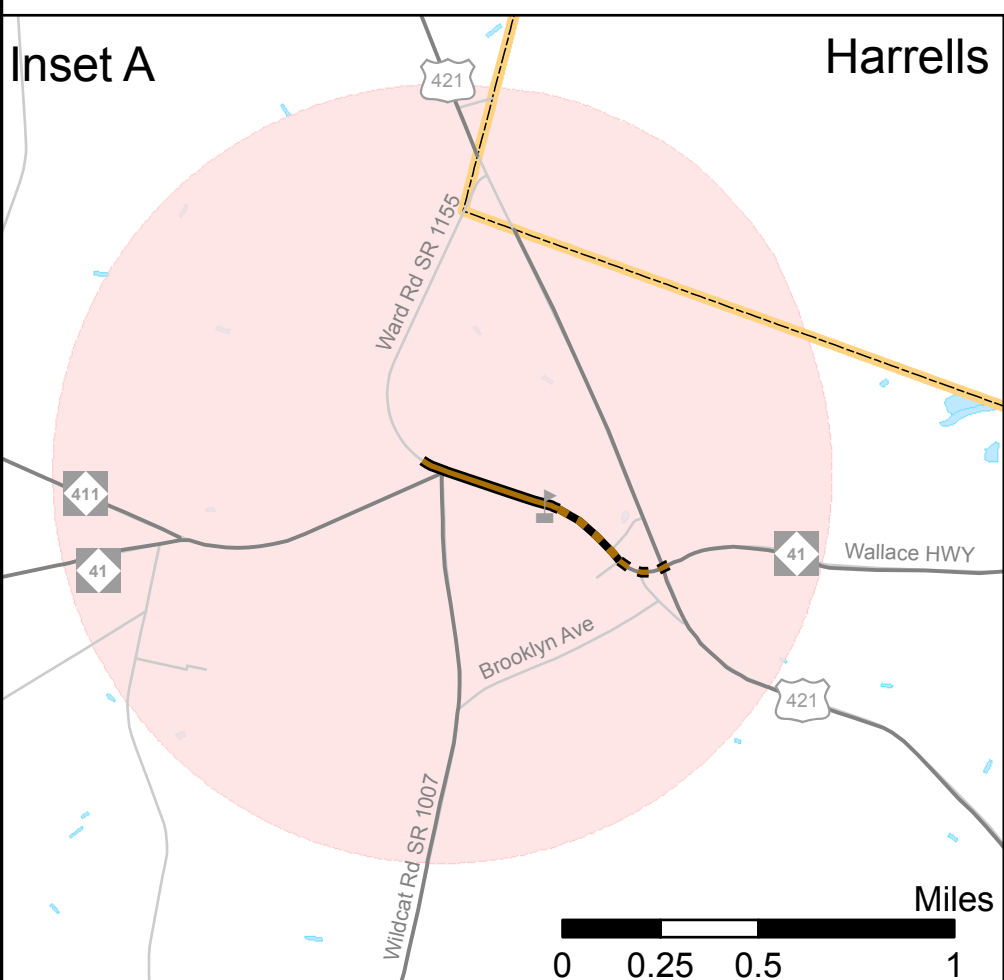 Inset A
Harrells
421
Ward Rd SR 1155
411
41
41
Wallace HWY
Brooklyn Ave
421
Wildcat Rd SR 1007
Miles
0 0.25 0.5 1